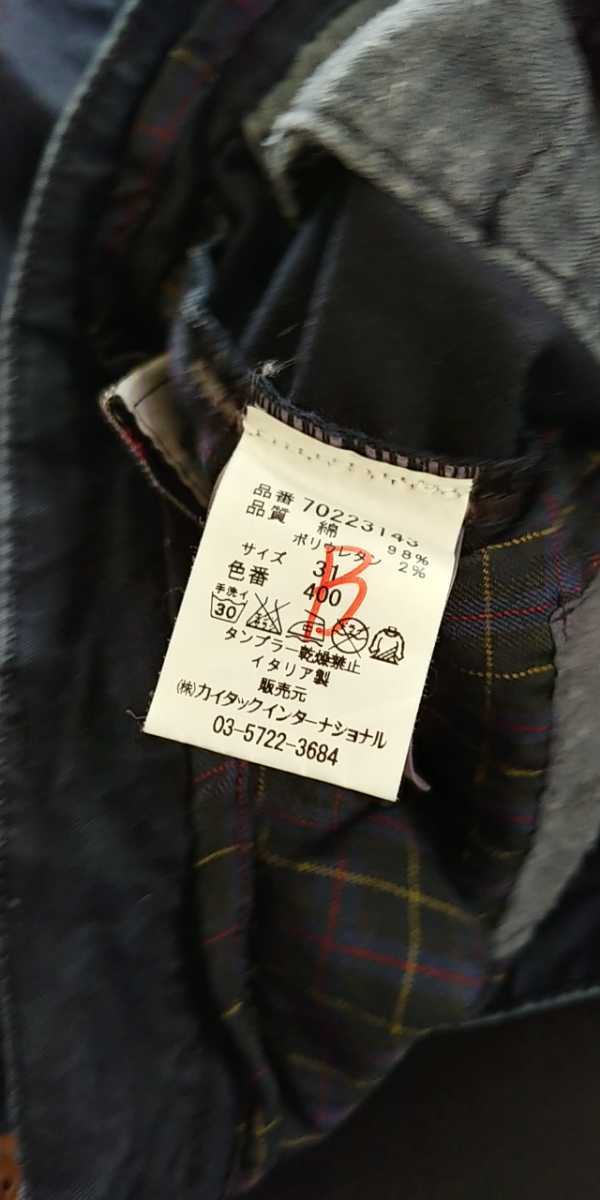 品番 70223143
品質 綿 98%
ポリウレタン 2%
サイズ 31
色番 400
B
手洗イ
30
タンブラー乾燥禁止
イタリア製
販売元
(株)カイタックインターナショナル
03-5722-3684